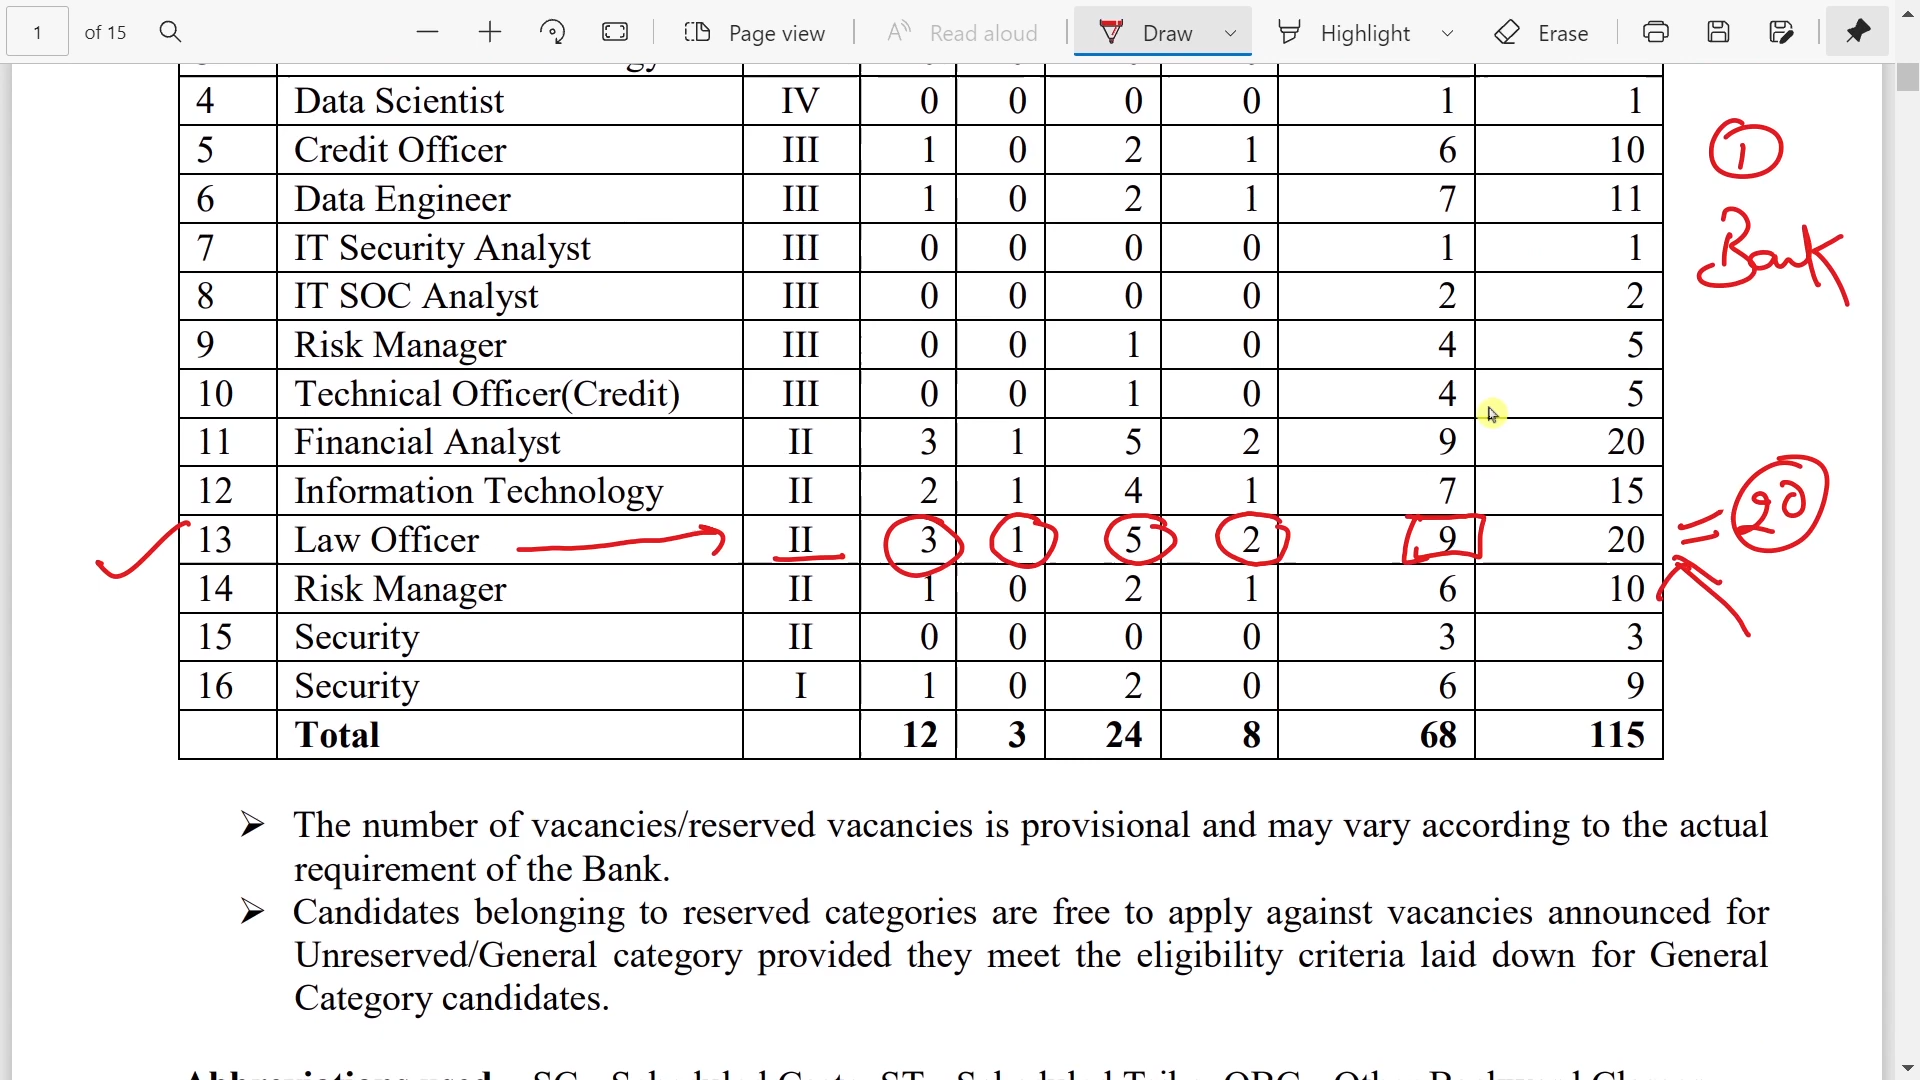 1 of 15 Page view Read aloud Draw Highlight Erase
4 Data Scientist IV 0 0 0 0 1 1
5 Credit Officer III 1 0 2 1 6 10
6 Data Engineer III 1 0 2 1 7 11
7 IT Security Analyst III 0 0 0 0 1 1
8 IT SOC Analyst III 0 0 0 0 2 2
9 Risk Manager III 0 0 1 0 4 5
10 Technical Officer(Credit) III 0 0 1 0 4 5
11 Financial Analyst II 3 1 5 2 9 20
12 Information Technology II 2 1 4 1 7 15
13 Law Officer II 3 1 5 2 9 20 = 20
14 Risk Manager II 1 0 2 1 6 10
15 Security II 0 0 0 0 3 3
16 Security I 1 0 2 0 6 9
Total 12 3 24 8 68 115
1
Bank
The number of vacancies/reserved vacancies is provisional and may vary according to the actual
requirement of the Bank.
Candidates belonging to reserved categories are free to apply against vacancies announced for
Unreserved/General category provided they meet the eligibility criteria laid down for General
Category candidates.